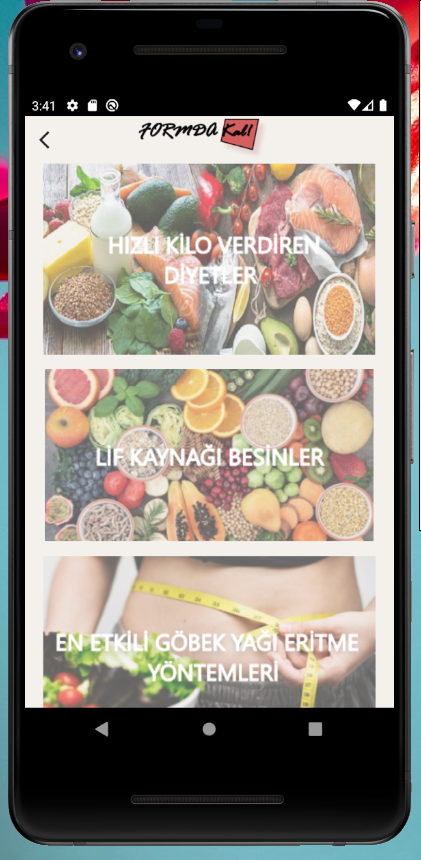 3:41
FORMDA Kal!
HIZLI KİLO VERDİREN
DİYETLER
LİF KAYNAĞI BESİNLER
EN ETKİLİ GÖBEK YAĞI ERİTME
YÖNTEMLERİ